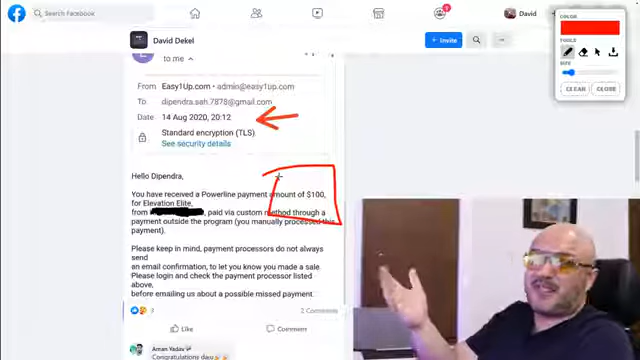 Search Facebook
David
COLOR
TOOLS
SIZE
CLEAR
CLOSE
David Dekel
+ Invite
to me
From Easy1Up.com • admin@easy1up.com
To dipendra.sah.7878@gmail.com
Date 14 Aug 2020, 20:12
Standard encryption (TLS)
See security details
Hello Dipendra,
You have received a Powerline payment amount of $100,
for Elevation Elite,
from , paid via custom method through a
payment outside the program (you manually processed this
payment).
Please keep in mind, payment processors do not always
send
an email confirmation, to let you know you made a sale.
Please login and check the payment processor listed
above,
before emailing us about a possible missed payment.
3
2 Comments
Like
Comment
Aman Yadav
Congratulations dau